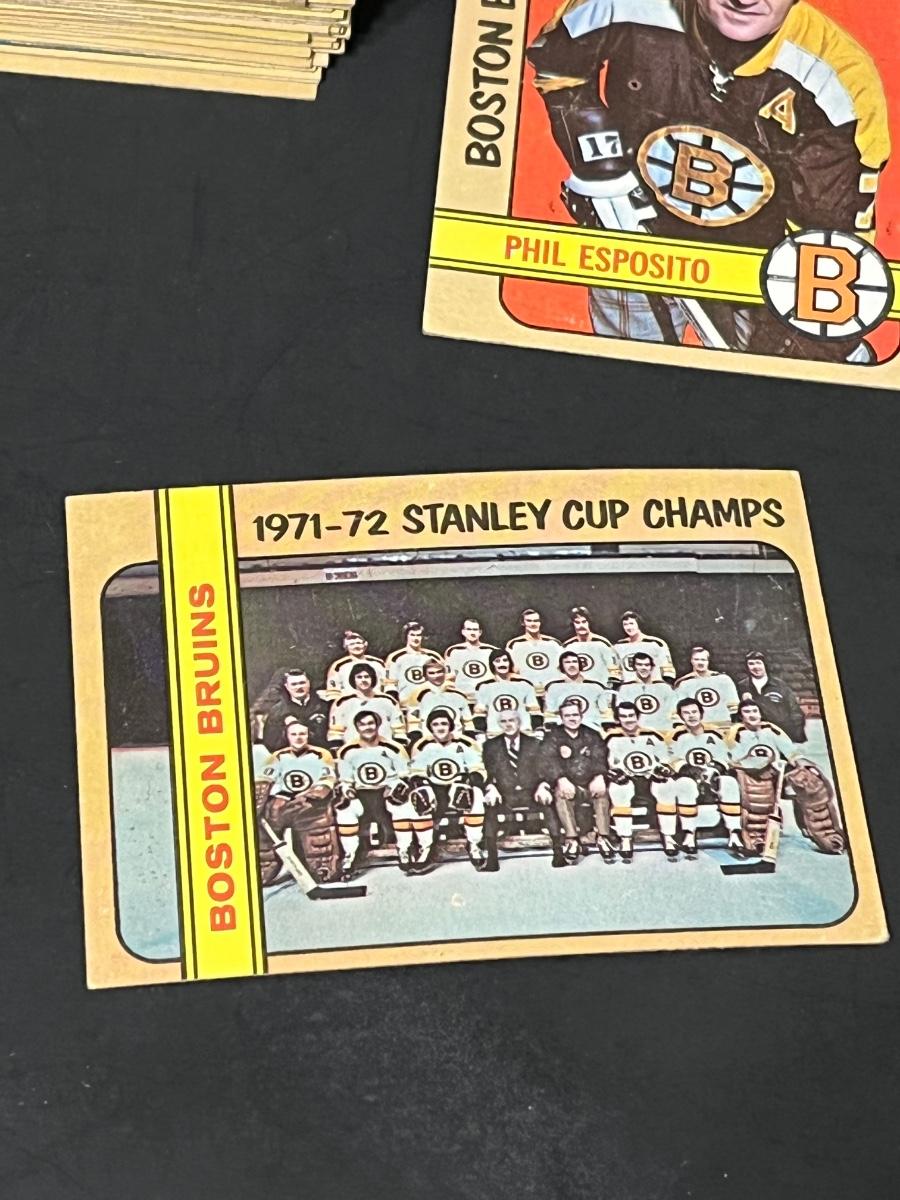 BOSTON B
A
17
B
PHIL ESPOSITO
B
1971-72 STANLEY CUP CHAMPS
BOSTON BRUINS